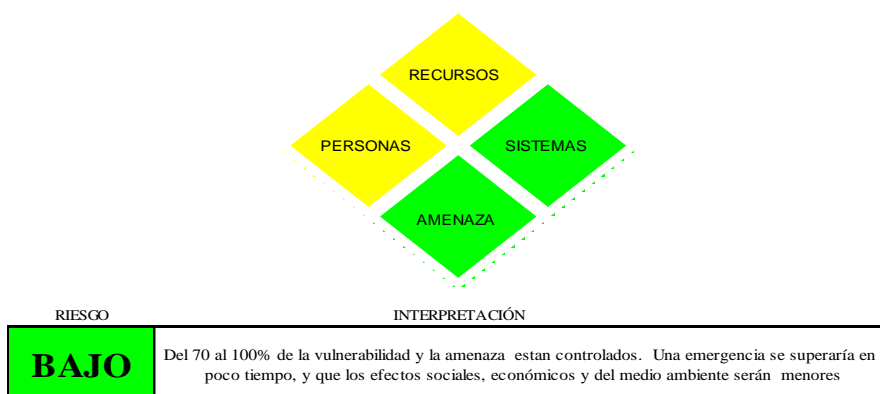 RECURSOS
PERSONAS
SISTEMAS
AMENAZA
RIESGO
INTERPRETACIÓN
BAJO
Del 70 al 100% de la vulnerabilidad y la amenaza estan controlados. Una emergencia se superaría en
poco tiempo, y que los efectos sociales, económicos y del medio ambiente serán menores